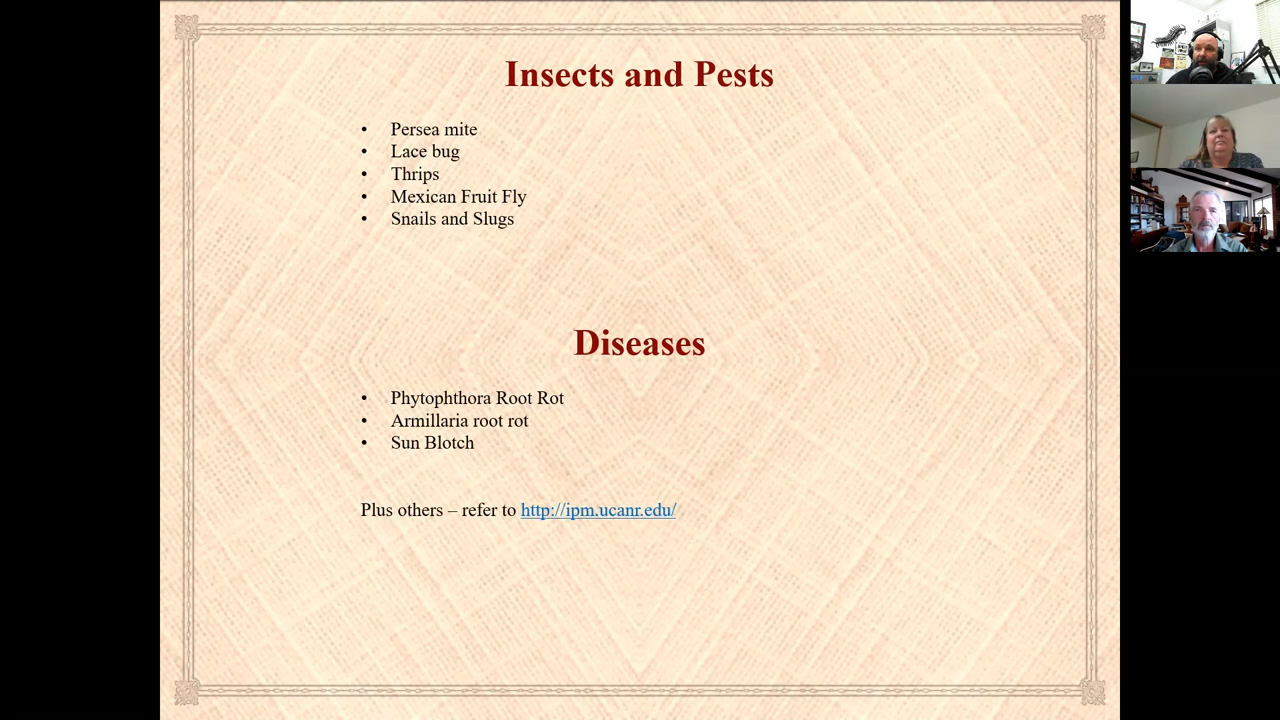 Insects and Pests
• Persea mite
• Lace bug
• Thrips
• Mexican Fruit Fly
• Snails and Slugs
Diseases
• Phytophthora Root Rot
• Armillaria root rot
• Sun Blotch
Plus others – refer to http://ipm.ucanr.edu/